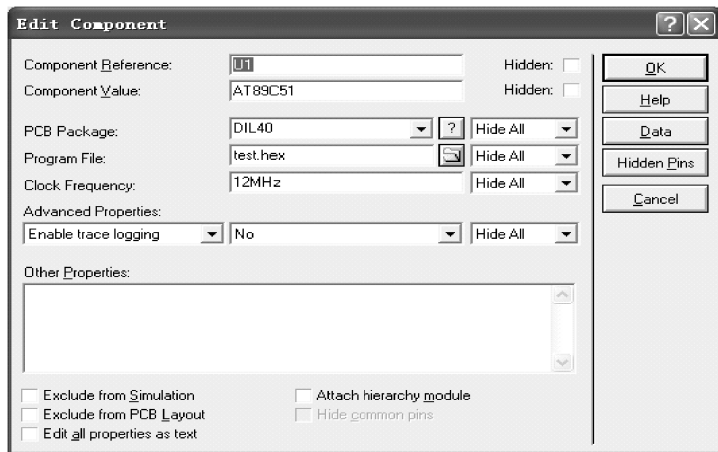 Edit Component
Component Reference: U1 Hidden:
Component Value: AT89C51 Hidden:
PCB Package: DIL40 ? Hide All
Program File: test.hex Hide All
Clock Frequency: 12MHz Hide All
Advanced Properties:
Enable trace logging No Hide All
Other Properties:
Exclude from Simulation Attach hierarchy module
Exclude from PCB Layout Hide common pins
Edit all properties as text
OK
Help
Data
Hidden Pins
Cancel